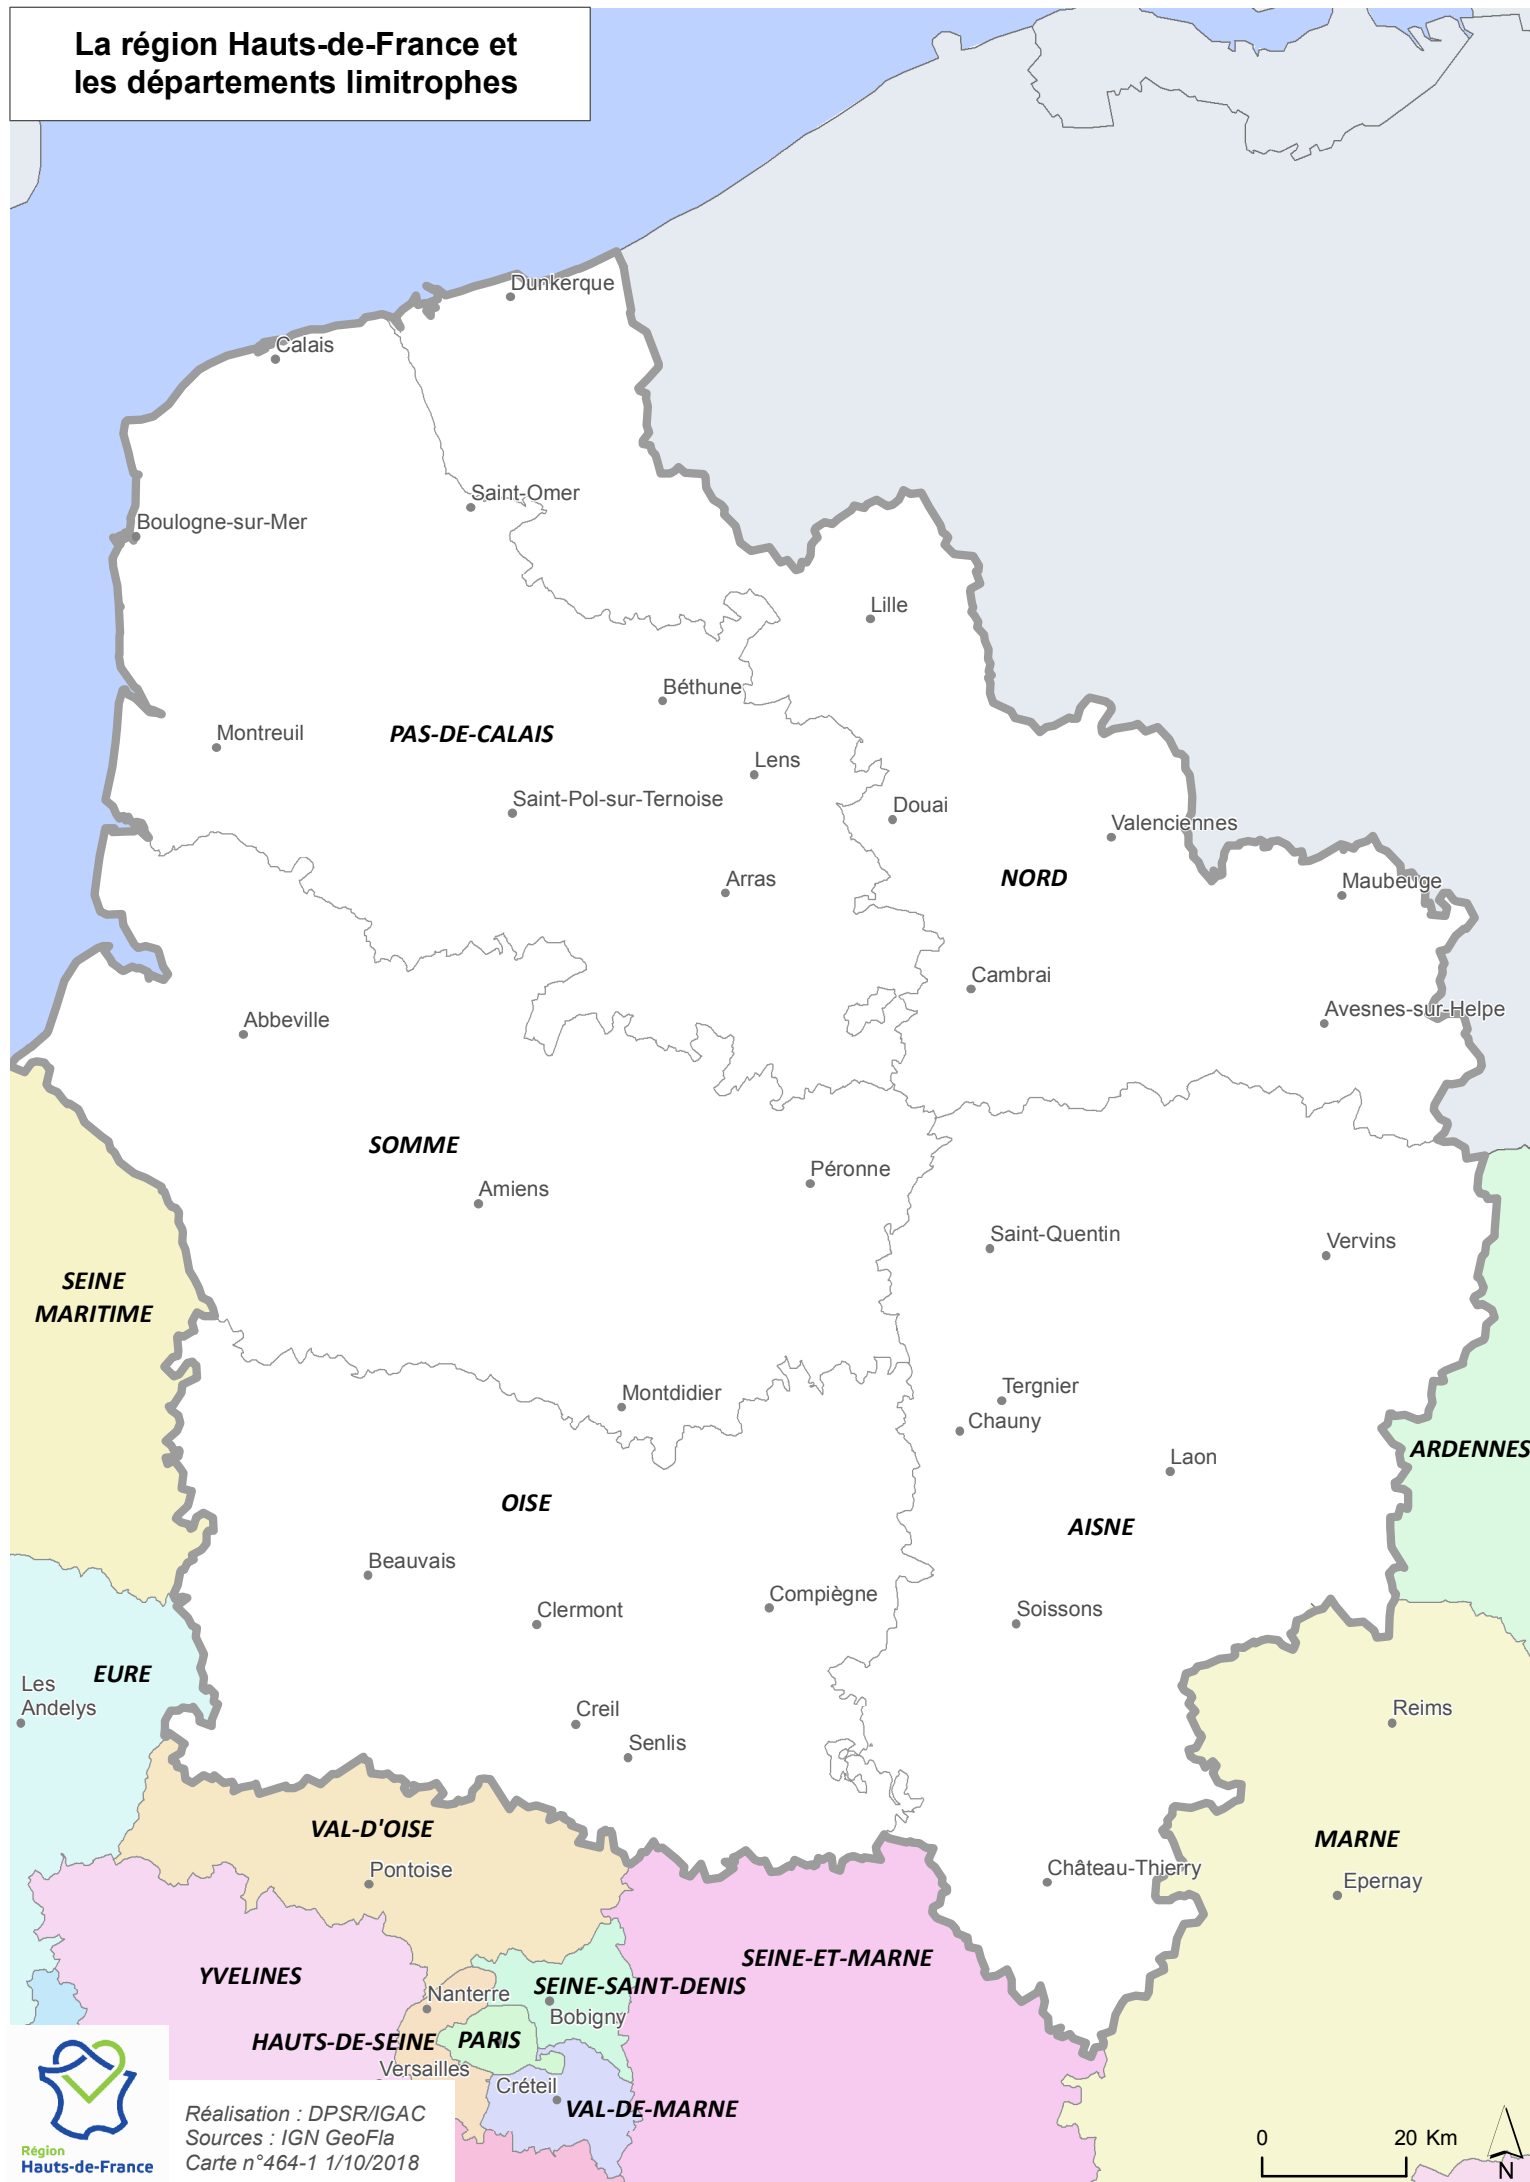 La région Hauts-de-France et
les départements limitrophes
Dunkerque
Calais
Saint-Omer
Boulogne-sur-Mer
Lille
Béthune
Montreuil
PAS-DE-CALAIS
Lens
Saint-Pol-sur-Ternoise
Douai
Valenciennes
Arras
NORD
Maubeuge
Cambrai
Abbeville
Avesnes-sur-Helpe
SOMME
Péronne
Amiens
Saint-Quentin
Vervins
SEINE
MARITIME
Montdidier
Tergnier
Chauny
Laon
ARDENNES
OISE
AISNE
Beauvais
Clermont
Compiègne
Soissons
EURE
Les
Andelys
Creil
Senlis
Reims
VAL-D'OISE
MARNE
Pontoise
Château-Thierry
Epernay
SEINE-ET-MARNE
YVELINES
SEINE-SAINT-DENIS
Nanterre
Bobigny
HAUTS-DE-SEINE
PARIS
Versailles
Créteil
VAL-DE-MARNE
Réalisation : DPSR/IGAC
Sources : IGN GeoFla
Carte n°464-1 1/10/2018
Région
Hauts-de-France
0 20 Km
N